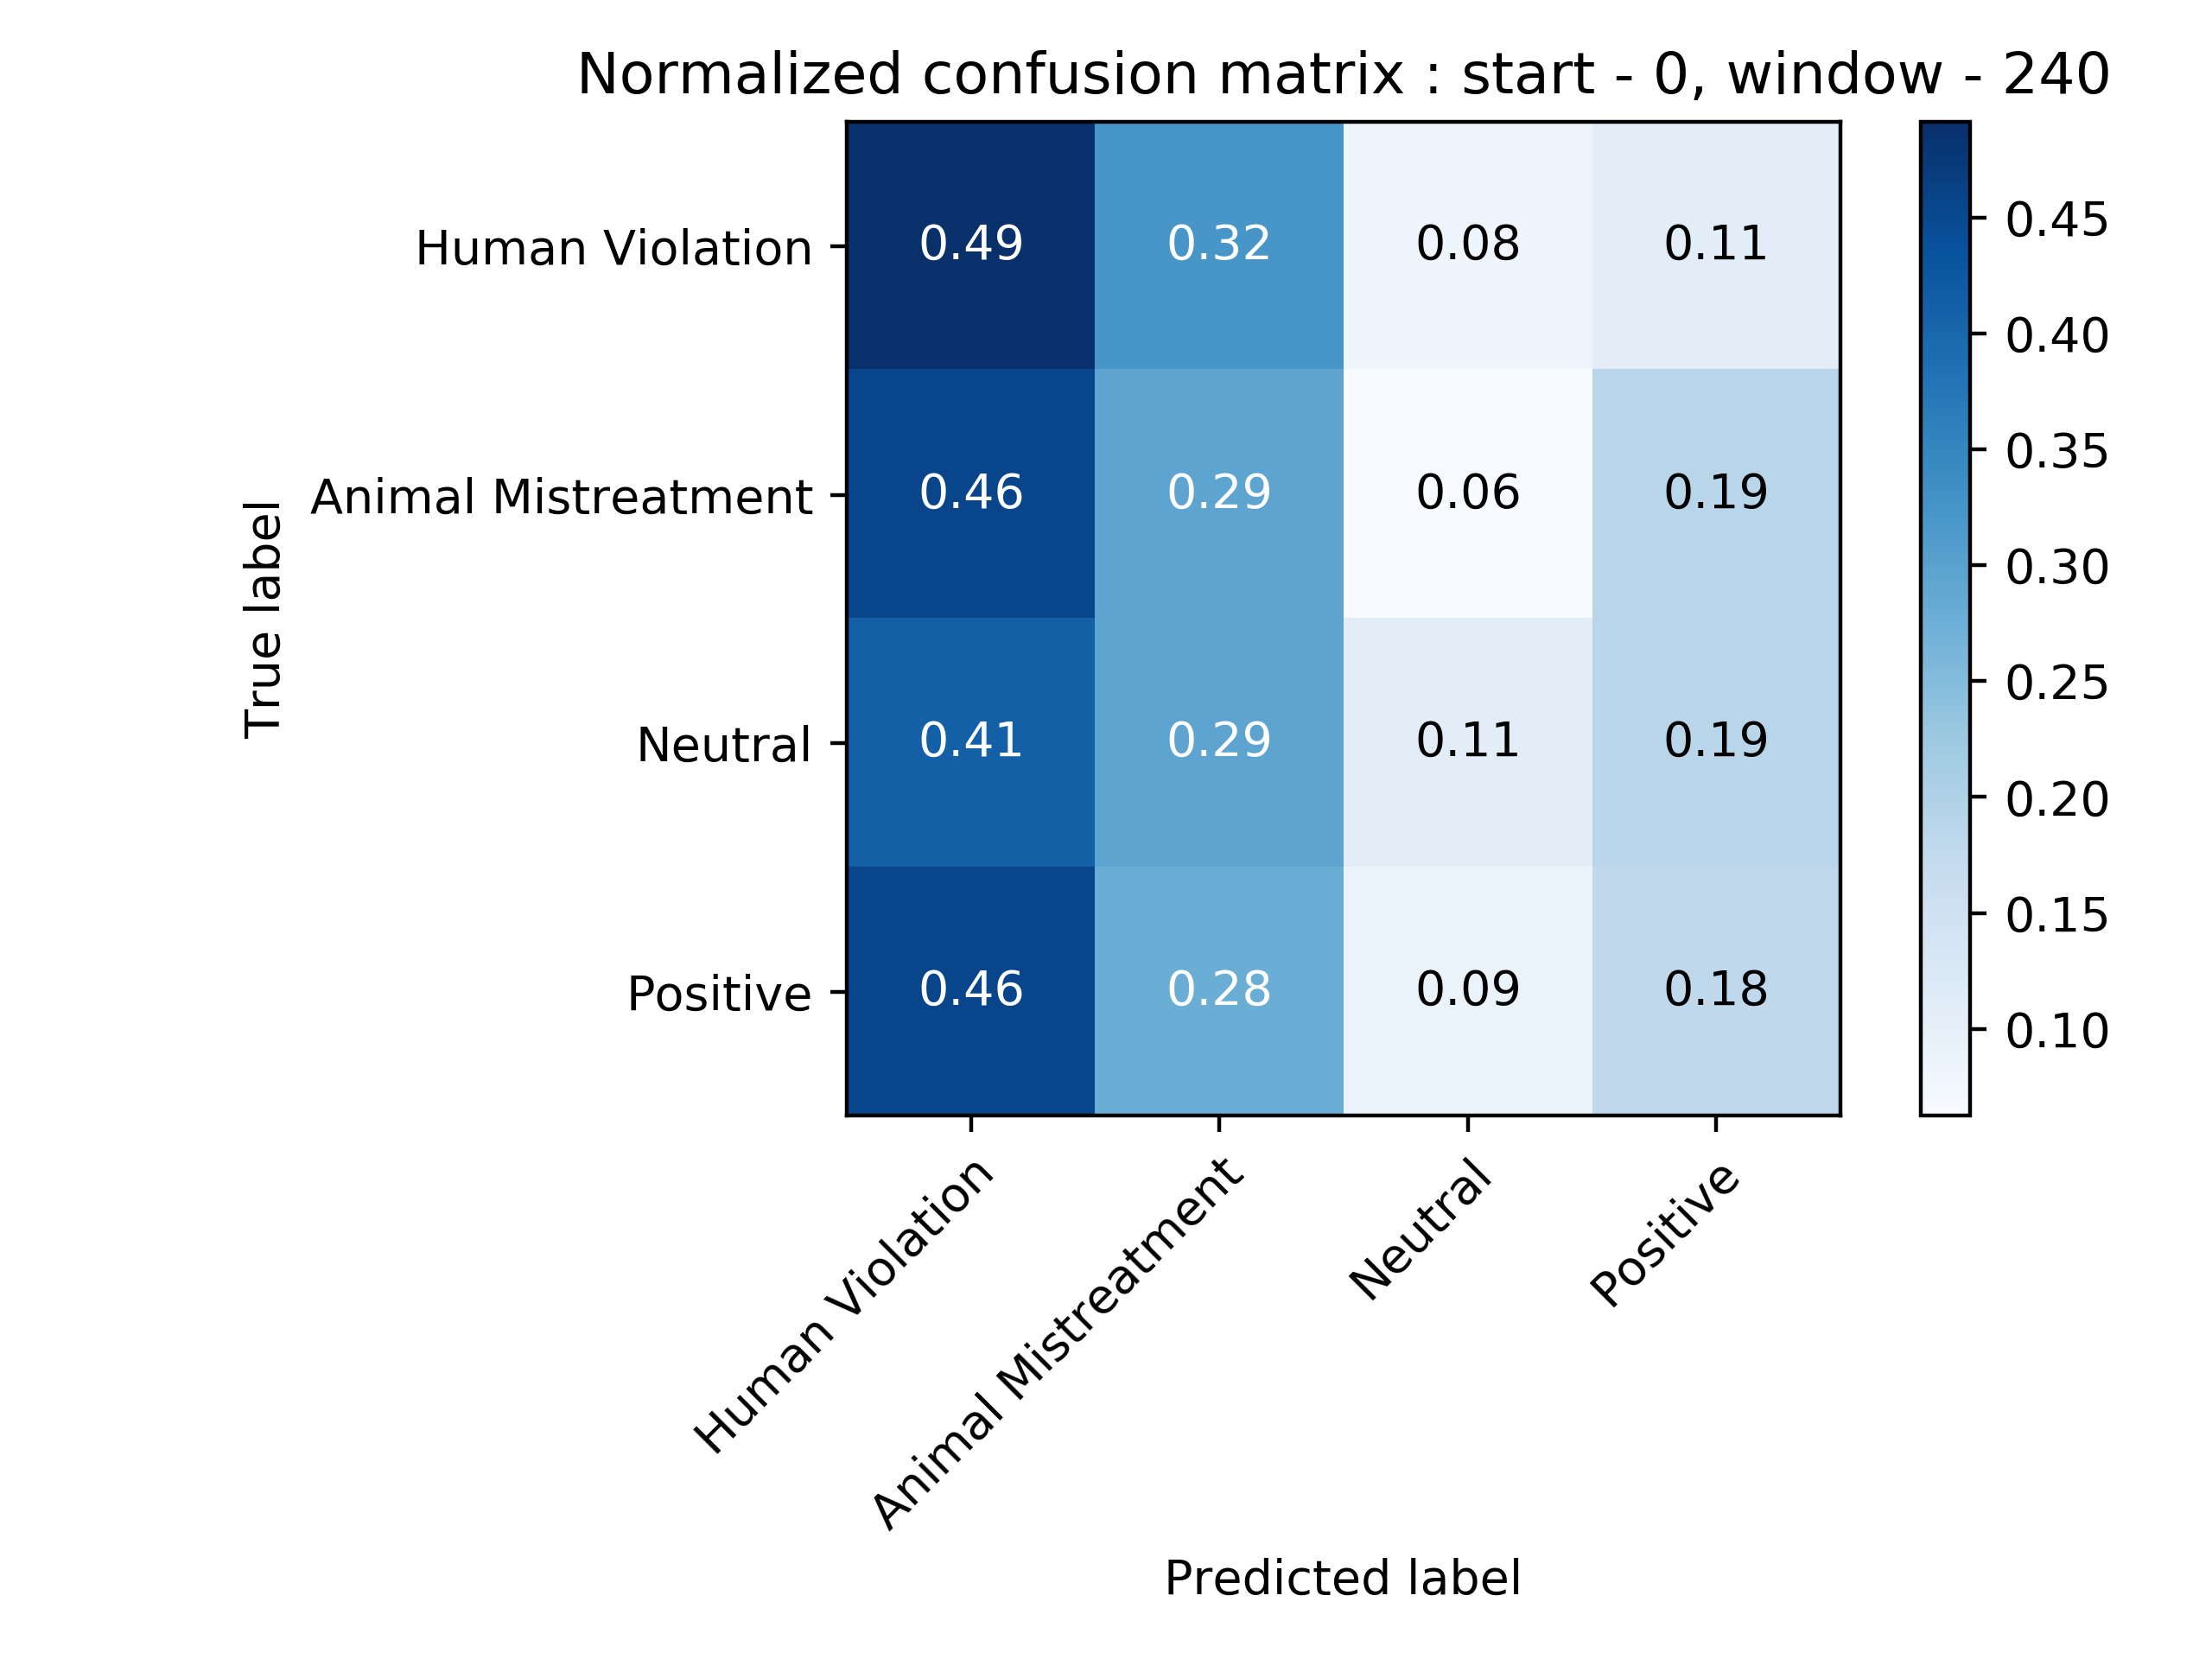 Normalized confusion matrix : start - 0, window - 240
True label
Human Violation
0.49 0.32 0.08 0.11
Animal Mistreatment
0.46 0.29 0.06 0.19
Neutral
0.41 0.29 0.11 0.19
Positive
0.46 0.28 0.09 0.18
Human Violation
Animal Mistreatment
Neutral
Positive
Predicted label
0.45
0.40
0.35
0.30
0.25
0.20
0.15
0.10